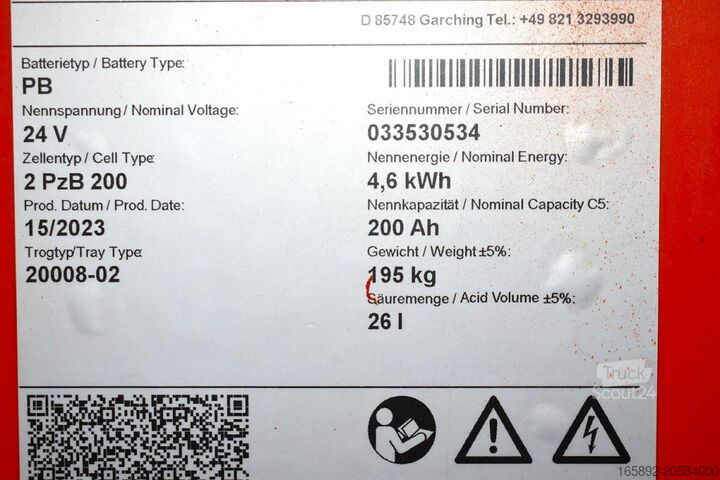 D 85748 Garching Tel.: +49 821 3293990
Batterietyp / Battery Type:
PB
Nennspannung / Nominal Voltage:
24 V
Zellentyp / Cell Type:
2 PzB 200
Prod. Datum / Prod. Date:
15/2023
Trogtyp/Tray Type:
20008-02
Seriennummer / Serial Number:
033530534
Nennenergie / Nominal Energy:
4,6 kWh
Nennkapazität / Nominal Capacity C5:
200 Ah
Gewicht / Weight ±5%:
195 kg
Säuremenge / Acid Volume ±5%:
26 l
Truck
Scout24
165892-20584000